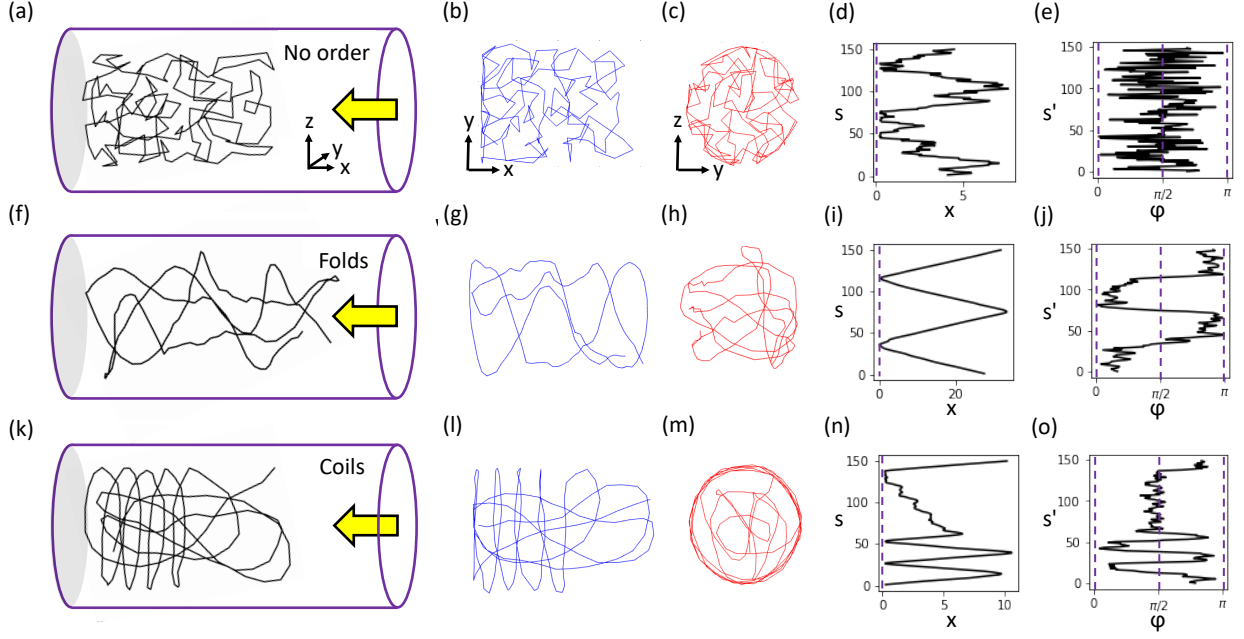 (a) (b) (c) (d) (e)
No order
z
y
x
y
x
z
y
s
150
100
50
0
0 5
x
s'
150
100
50
0
0 π/2 π
φ
(f) (g) (h) (i) (j)
Folds
s
150
100
50
0
0 20
x
s'
150
100
50
0
0 π/2 π
φ
(k) (l) (m) (n) (o)
Coils
s
150
100
50
0
0 5 10
x
s'
150
100
50
0
0 π/2 π
φ